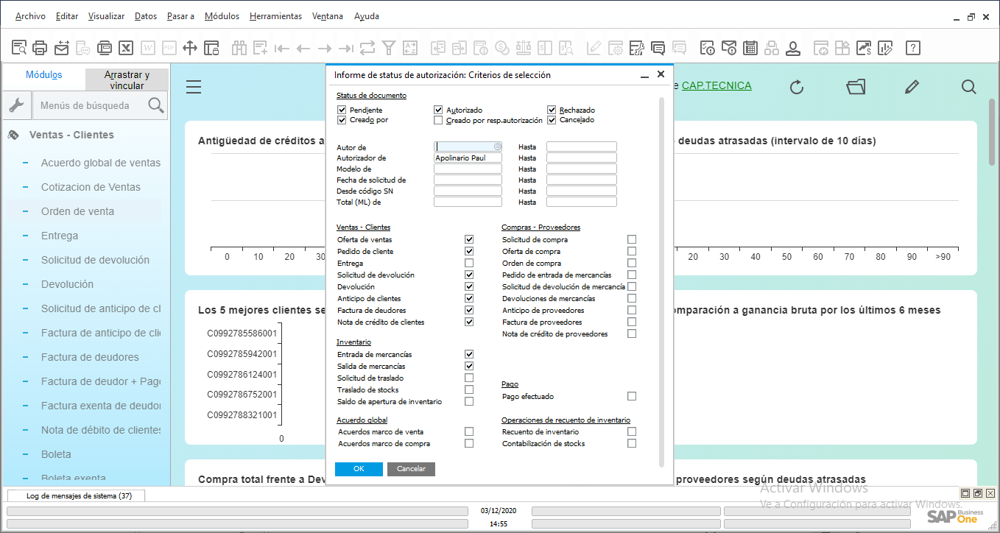 Archivo Editar Visualizar Datos Pasar a Módulos Herramientas Ventana Ayuda
Módulos Arrastrar y vincular
Menús de búsqueda
Ventas - Clientes
Acuerdo global de ventas
Cotizacion de Ventas
Orden de venta
Entrega
Solicitud de devolución
Devolución
Solicitud de anticipo de cl
Factura de anticipo de clie
Factura de deudores
Factura de deudor + Pago
Factura exenta de deudor
Nota de débito de clientes
Boleta
Boleta exenta
e CAP.TECNICA
Antigüedad de créditos a
deudas atrasadas (intervalo de 10 días)
0 10 20 30
20 30 40 50 60 70 80 90 >90
Los 5 mejores clientes se
mparación a ganancia bruta por los últimos 6 meses
C0992785586001
C0992785942001
C0992786124001
C0992786752001
C0992788321001
0
Compra total frente a Dev
proveedores según deudas atrasadas
Informe de status de autorización: Criterios de selección
Status de documento
Pendiente Autorizado Rechazado
Creado por Creado por resp.autorización Cancelado
Autor de Hasta
Autorizador de Apolinario Paul Hasta
Modelo de Hasta
Fecha de solicitud de Hasta
Desde código SN Hasta
Total (ML) de Hasta
Ventas - Clientes
Oferta de ventas
Pedido de cliente
Entrega
Solicitud de devolución
Devolución
Anticipo de clientes
Factura de deudores
Nota de crédito de clientes
Compras - Proveedores
Solicitud de compra
Oferta de compra
Orden de compra
Pedido de entrada de mercancías
Solicitud de devolución de mercancía
Devoluciones de mercancías
Anticipo de proveedores
Factura de proveedores
Nota de crédito de proveedores
Inventario
Entrada de mercancías
Salida de mercancías
Solicitud de traslado
Traslado de stocks
Saldo de apertura de inventario
Pago
Pago efectuado
Acuerdo global
Acuerdos marco de venta
Acuerdos marco de compra
Operaciones de recuento de inventario
Recuento de inventario
Contabilización de stocks
OK Cancelar
Activar Windows
Ve a Configuración para activar Windows.
Log de mensajes de sistema (37)
03/12/2020
14:55
SAP Business One